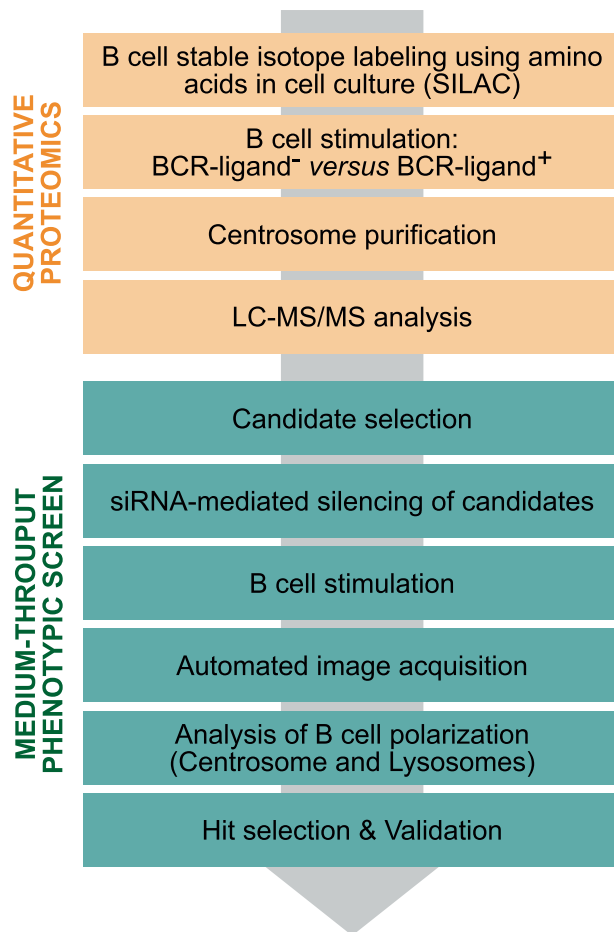 QUANTITATIVE
PROTEOMICS
B cell stable isotope labeling using amino
acids in cell culture (SILAC)
B cell stimulation:
BCR-ligand⁻ versus BCR-ligand⁺
Centrosome purification
LC-MS/MS analysis
MEDIUM-THROUPUT
PHENOTYPIC SCREEN
Candidate selection
siRNA-mediated silencing of candidates
B cell stimulation
Automated image acquisition
Analysis of B cell polarization
(Centrosome and Lysosomes)
Hit selection & Validation